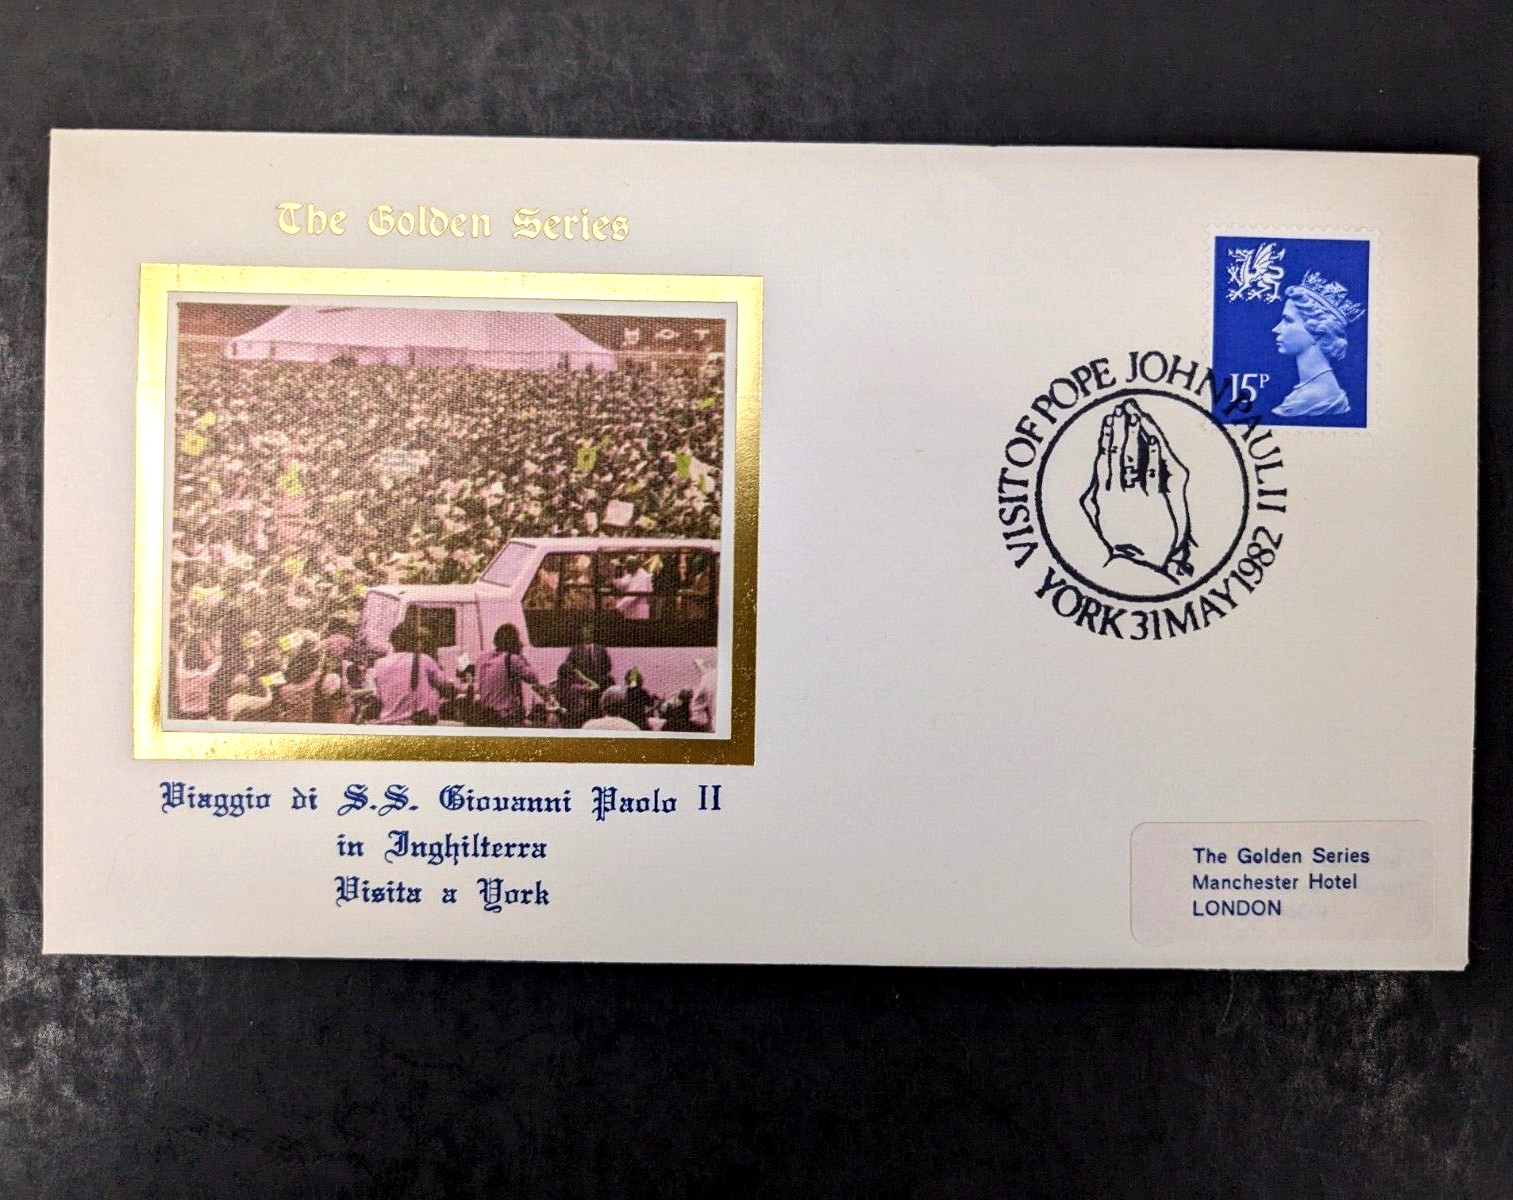 The Golden Series
HOT
15P
VISIT OF POPE JOHN PAUL II
YORK 31 MAY 1982
Viaggio di S.S. Giovanni Paolo II
in Inghilterra
Visita a York
The Golden Series
Manchester Hotel
LONDON